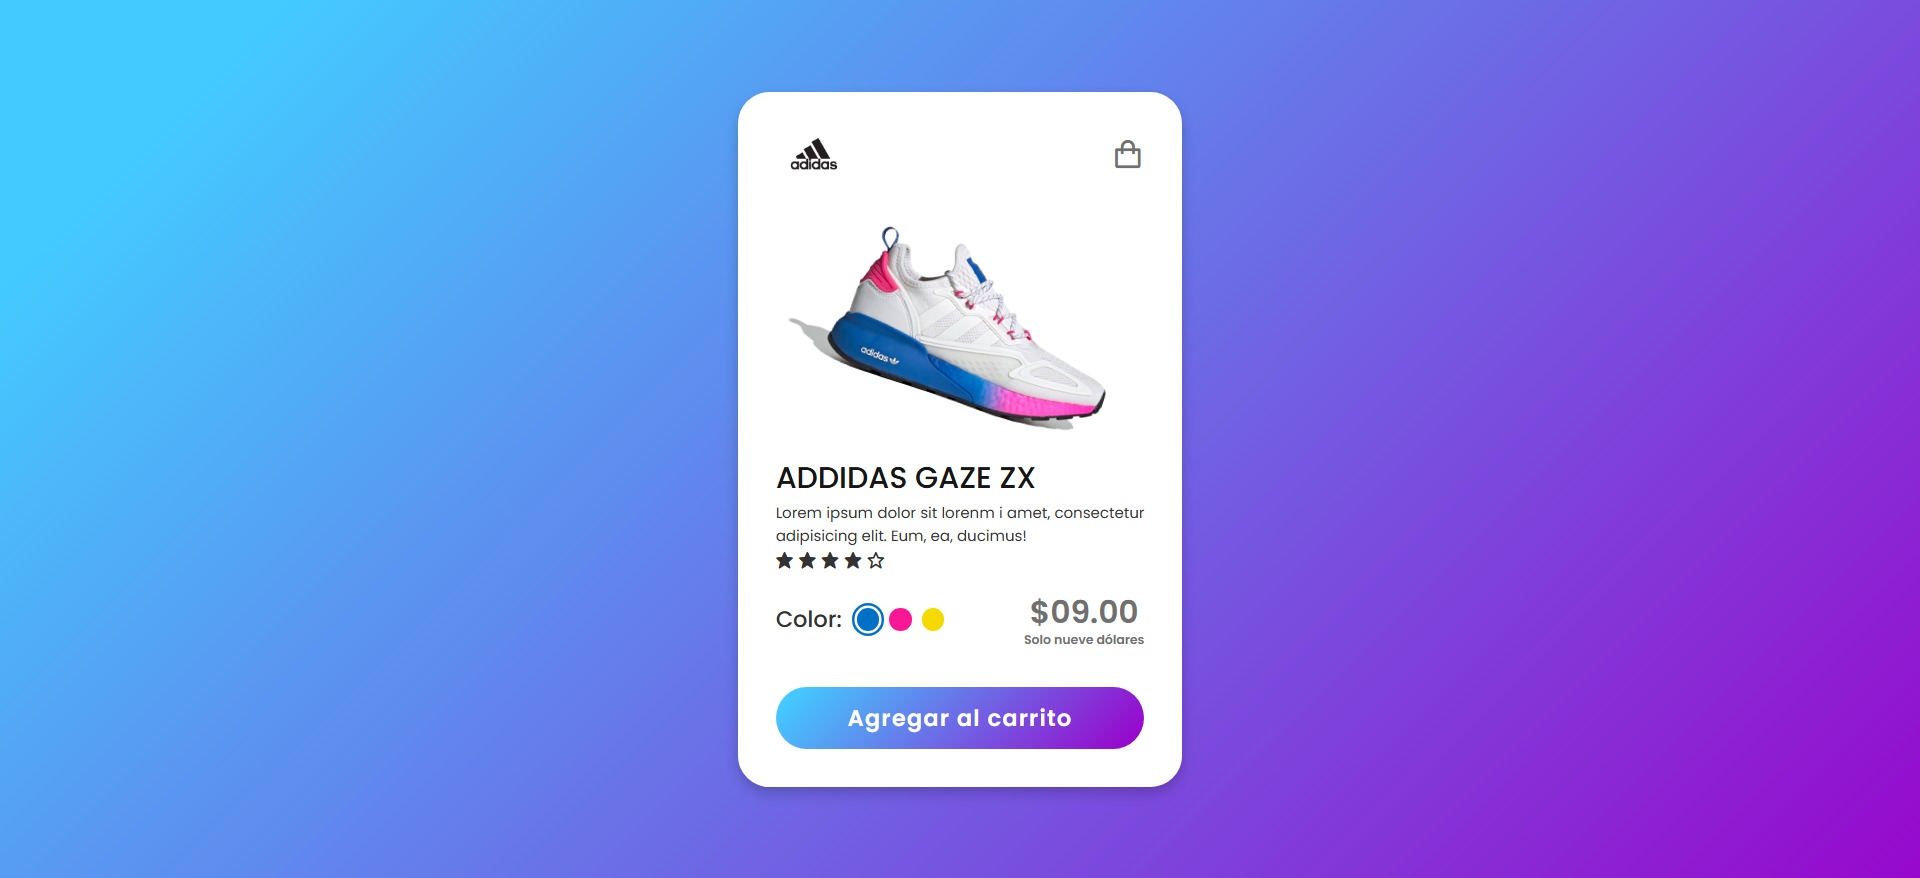 adidas
adidas
ADDIDAS GAZE ZX
Lorem ipsum dolor sit lorenm i amet, consectetur
adipisicing elit. Eum, ea, ducimus!
Color:
$09.00
Solo nueve dólares
Agregar al carrito